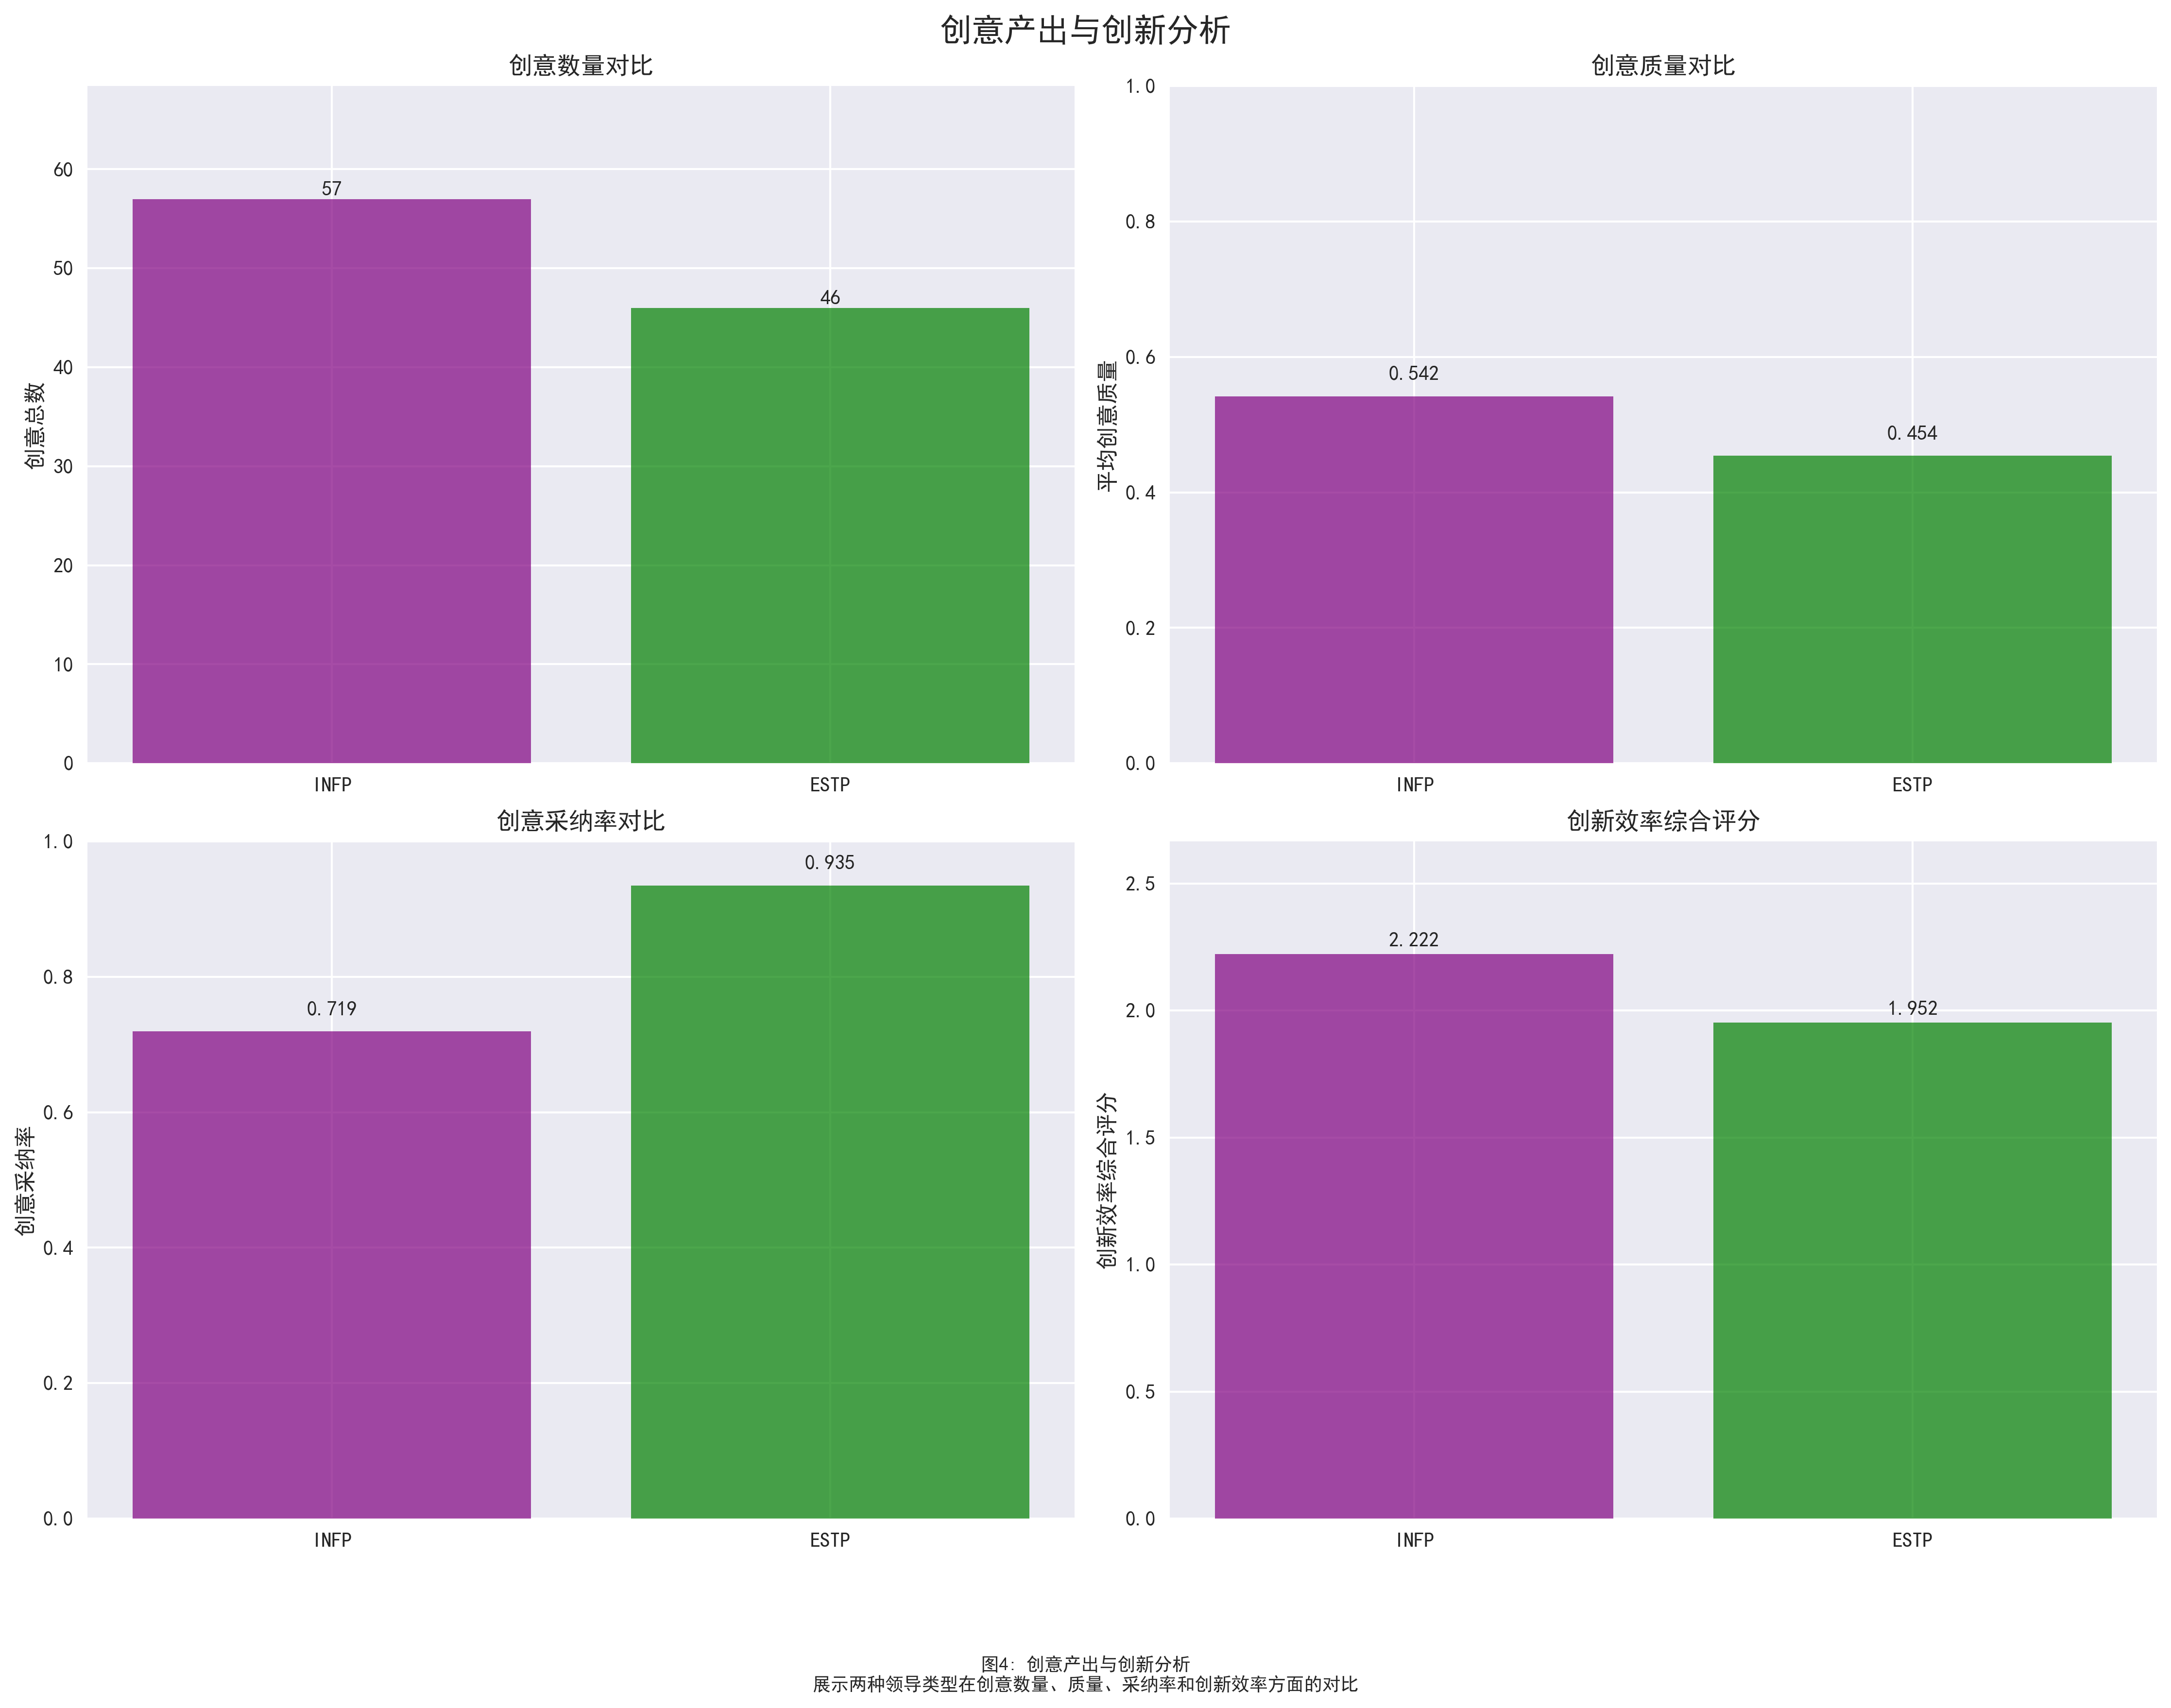 创意产出与创新分析
创意数量对比
创意总数
60
50
40
30
20
10
0
57
46
INFP
ESTP
创意质量对比
平均创意质量
1.0
0.8
0.6
0.4
0.2
0.0
0.542
0.454
INFP
ESTP
创意采纳率对比
创意采纳率
1.0
0.8
0.6
0.4
0.2
0.0
0.719
0.935
INFP
ESTP
创新效率综合评分
创新效率综合评分
2.5
2.0
1.5
1.0
0.5
0.0
2.222
1.952
INFP
ESTP
图4: 创意产出与创新分析
展示两种领导类型在创意数量、质量、采纳率和创新效率方面的对比